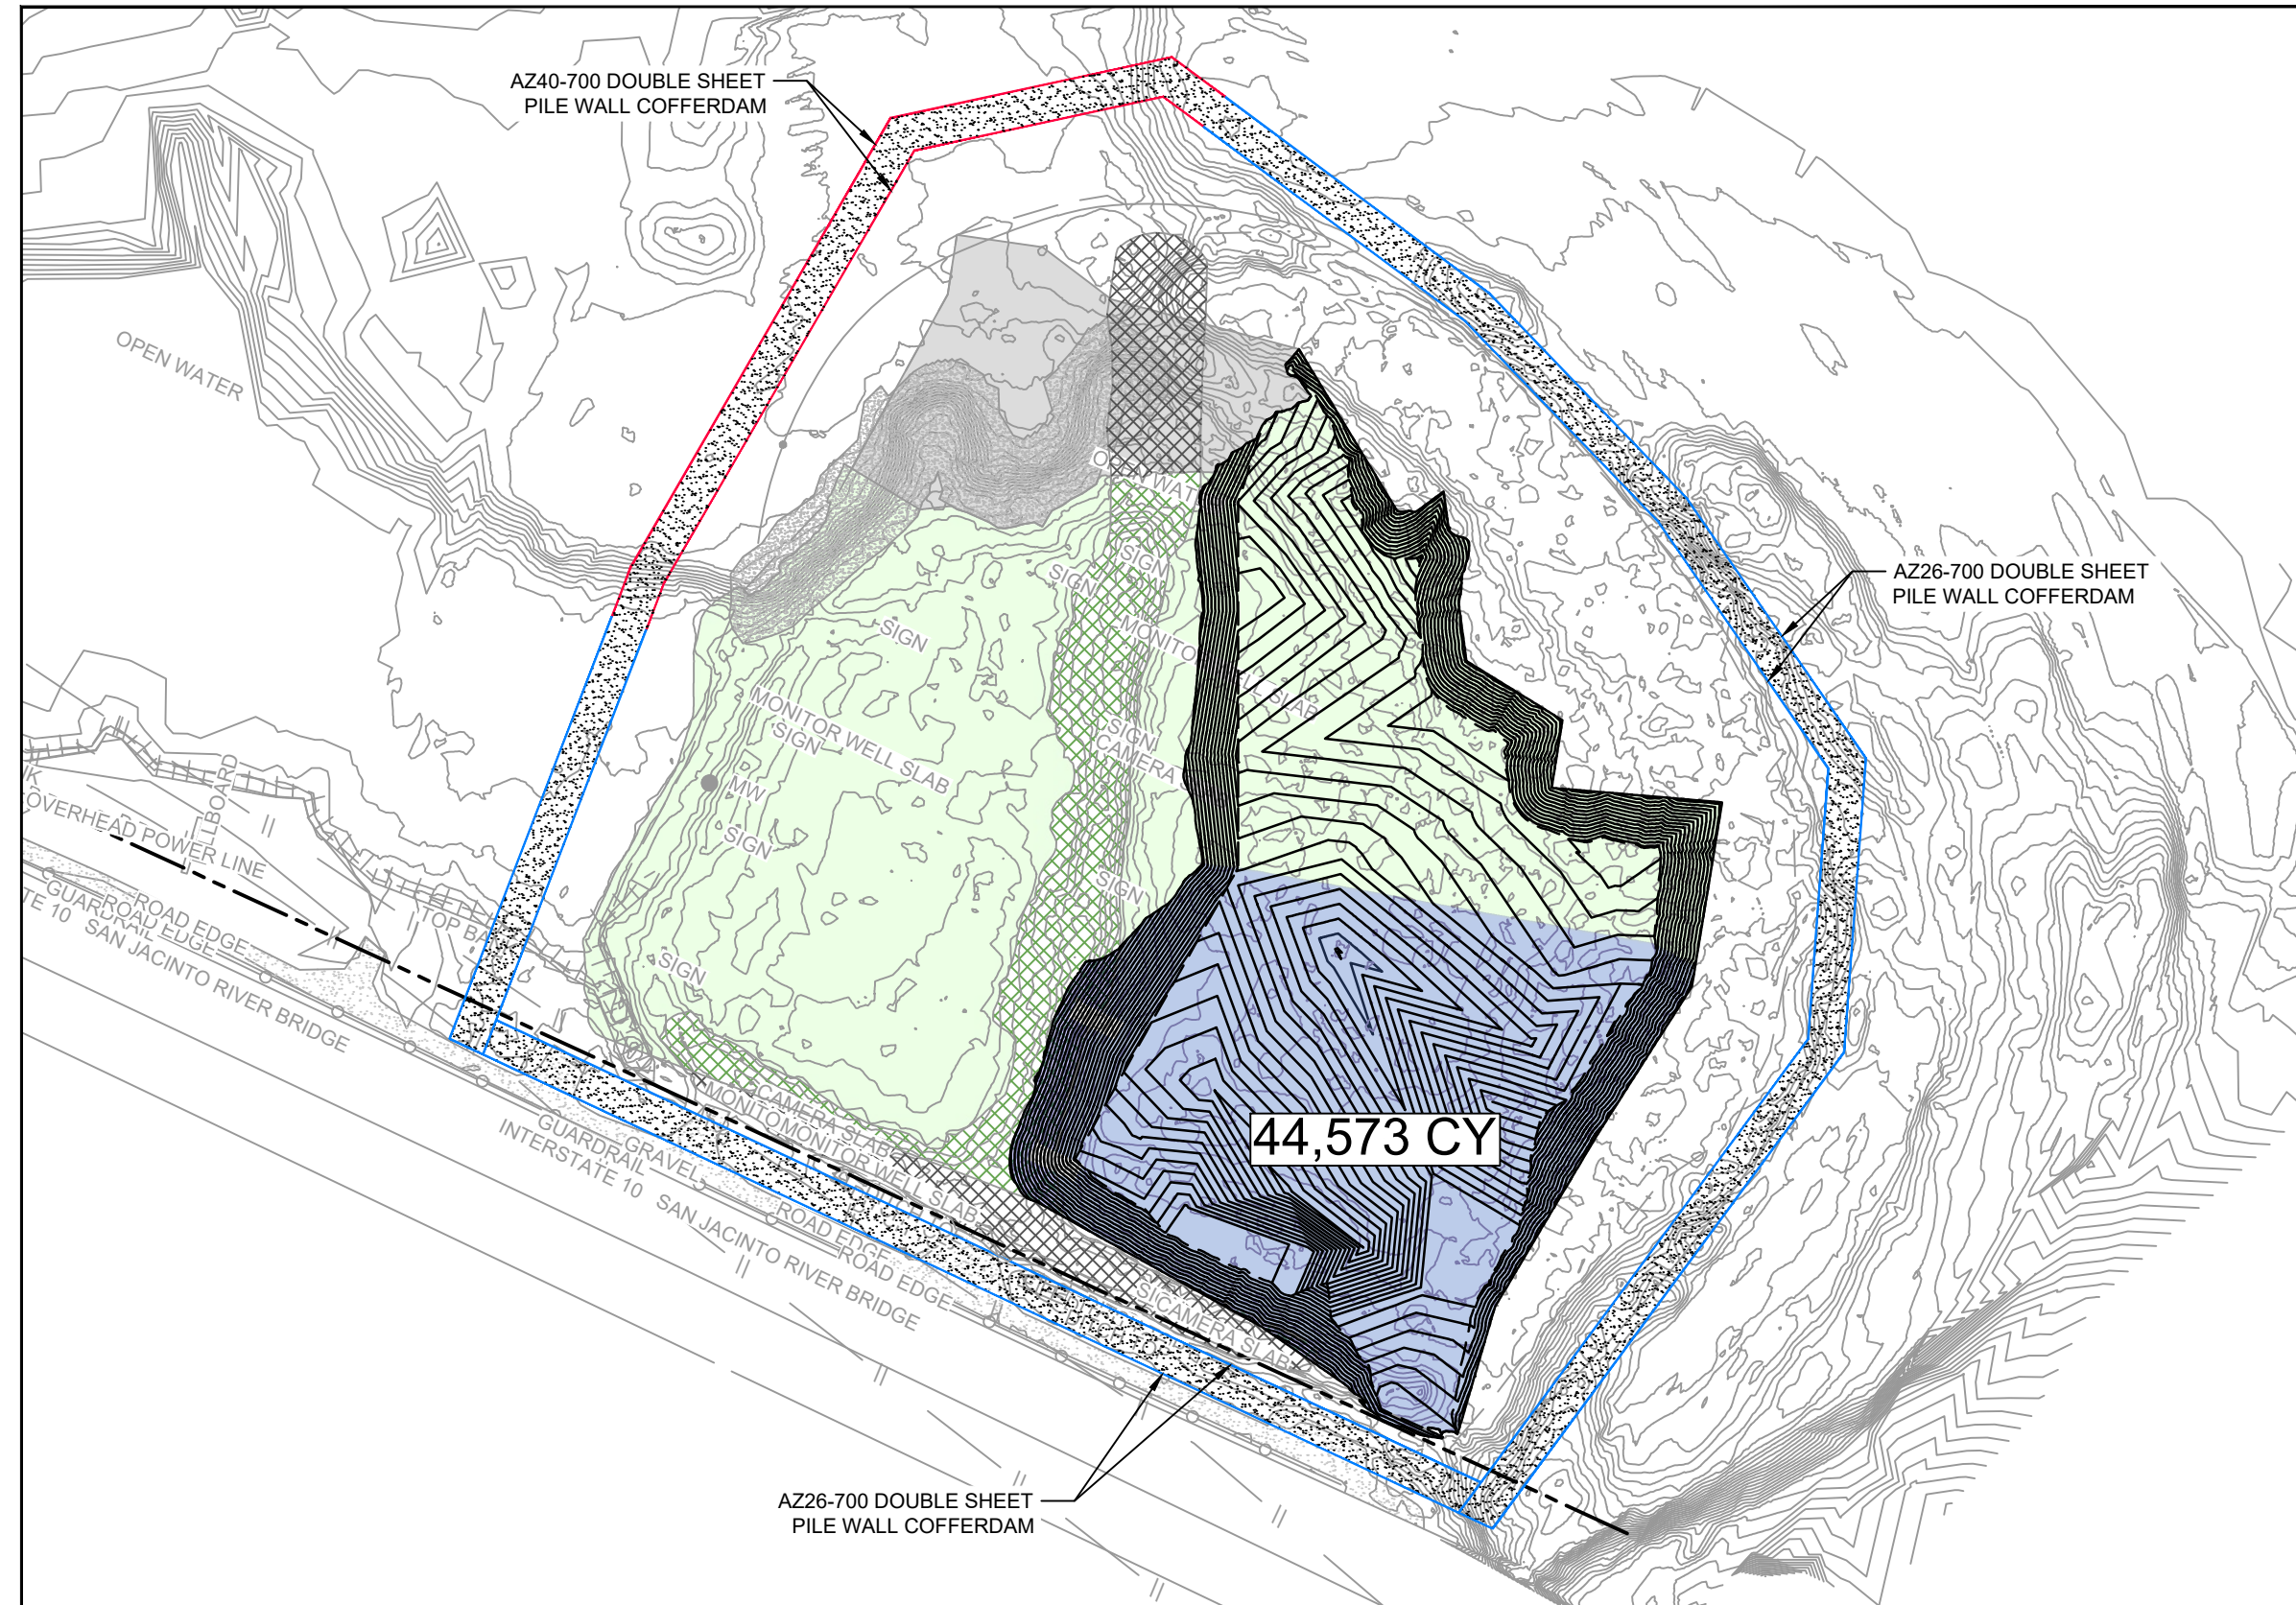 AZ40-700 DOUBLE SHEET
PILE WALL COFFERDAM
OPEN WATER
AZ26-700 DOUBLE SHEET
PILE WALL COFFERDAM
SIGN
SIGN
SIGN
MONITOR WELL SLAB
SIGN
SIGN
CAMERA
MW
SIGN
SIGN
SIGN
OVERHEAD POWER LINE
ROAD EDGE
ROAD EDGE
GUARDRAIL
TE 10
SAN JACINTO RIVER BRIDGE
44,573 CY
CAMERA SLAB
MONITOR WELL SLAB
GRAVEL
GUARDRAIL
INTERSTATE 10
SAN JACINTO RIVER BRIDGE
ROAD EDGE
ROAD EDGE
CAMERA SLAB
AZ26-700 DOUBLE SHEET
PILE WALL COFFERDAM